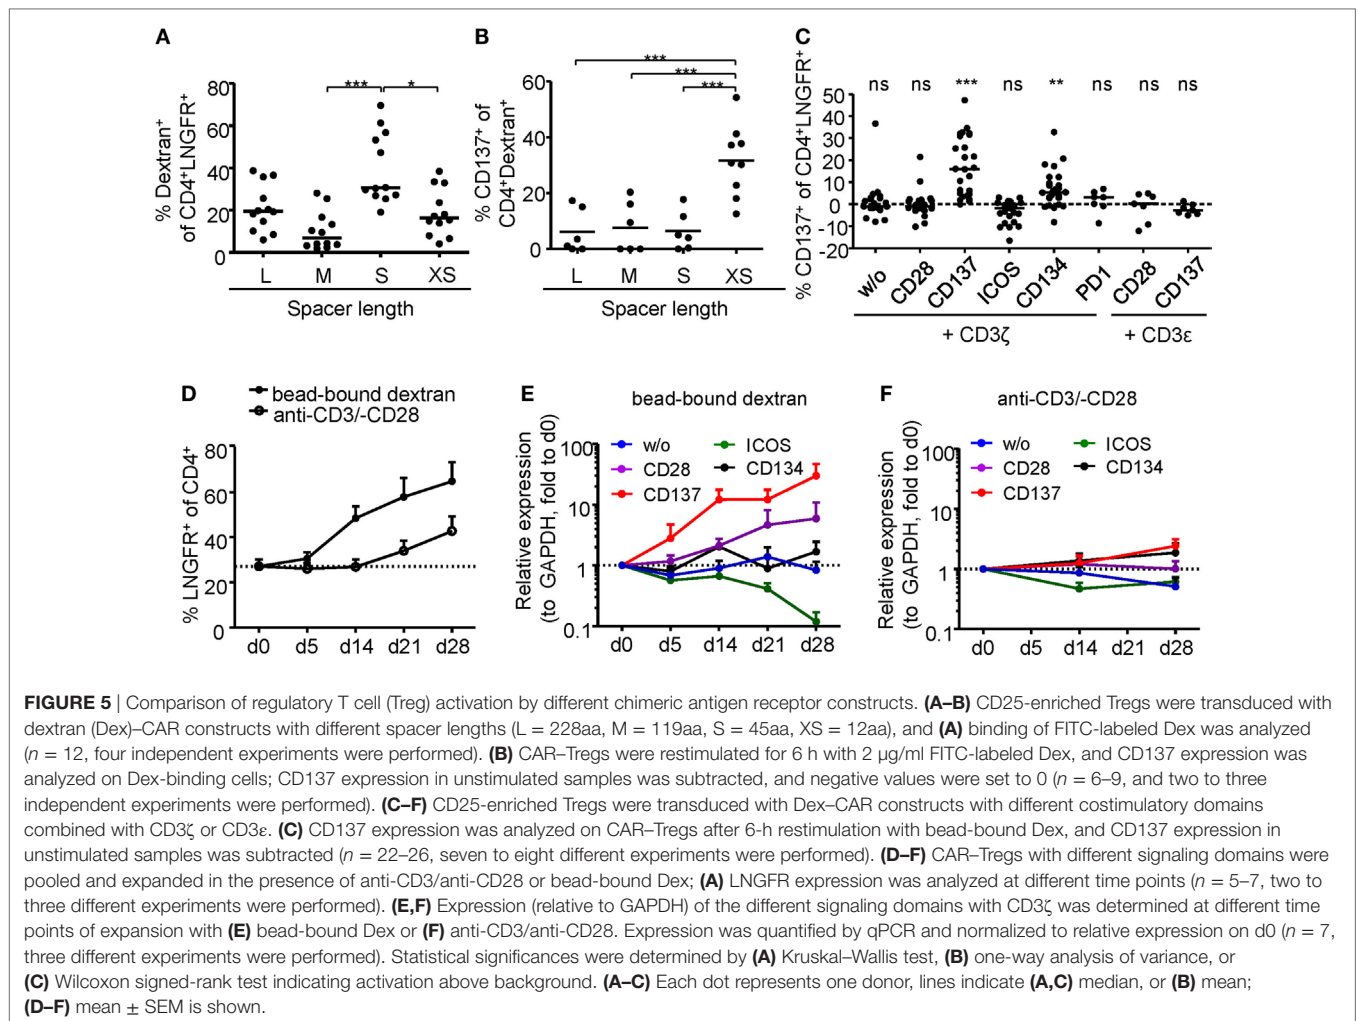 A
B
C
% Dextran+
of CD4+LNGFR+
80
60
40
20
0
***
*
L
M
S
XS
Spacer length
% CD137+ of
CD4+Dextran+
60
40
20
0
***
***
***
L
M
S
XS
Spacer length
% CD137+ of CD4+LNGFR+
50
40
30
20
10
0
-10
-20
ns
ns
***
ns
**
ns
ns
ns
w/o
CD28
CD137
ICOS
CD134
PD1
CD28
CD137
+ CD3ζ
+ CD3ε
D
bead-bound dextran
anti-CD3/-CD28
% LNGFR+ of CD4+
80
60
40
20
0
d0
d5
d14
d21
d28
E
bead-bound dextran
Relative expression
(to GAPDH, fold to d0)
100
10
1
0.1
w/o
CD28
CD137
ICOS
CD134
d0
d5
d14
d21
d28
F
anti-CD3/-CD28
Relative expression
(to GAPDH, fold to d0)
100
10
1
0.1
w/o
CD28
CD137
ICOS
CD134
d0
d5
d14
d21
d28
FIGURE 5 | Comparison of regulatory T cell (Treg) activation by different chimeric antigen receptor constructs. (A–B) CD25-enriched Tregs were transduced with
dextran (Dex)–CAR constructs with different spacer lengths (L = 228aa, M = 119aa, S = 45aa, XS = 12aa), and (A) binding of FITC-labeled Dex was analyzed
(n = 12, four independent experiments were performed). (B) CAR–Tregs were restimulated for 6 h with 2 µg/ml FITC-labeled Dex, and CD137 expression was
analyzed on Dex-binding cells; CD137 expression in unstimulated samples was subtracted, and negative values were set to 0 (n = 6–9, and two to three
independent experiments were performed). (C–F) CD25-enriched Tregs were transduced with Dex–CAR constructs with different costimulatory domains
combined with CD3ζ or CD3ε. (C) CD137 expression was analyzed on CAR–Tregs after 6-h restimulation with bead-bound Dex, and CD137 expression in
unstimulated samples was subtracted (n = 22–26, seven to eight different experiments were performed). (D–F) CAR–Tregs with different signaling domains were
pooled and expanded in the presence of anti-CD3/anti-CD28 or bead-bound Dex; (A) LNGFR expression was analyzed at different time points (n = 5–7, two to
three different experiments were performed). (E,F) Expression (relative to GAPDH) of the different signaling domains with CD3ζ was determined at different time
points of expansion with (E) bead-bound Dex or (F) anti-CD3/anti-CD28. Expression was quantified by qPCR and normalized to relative expression on d0 (n = 7,
three different experiments were performed). Statistical significances were determined by (A) Kruskal–Wallis test, (B) one-way analysis of variance, or
(C) Wilcoxon signed-rank test indicating activation above background. (A–C) Each dot represents one donor, lines indicate (A,C) median, or (B) mean;
(D–F) mean ± SEM is shown.